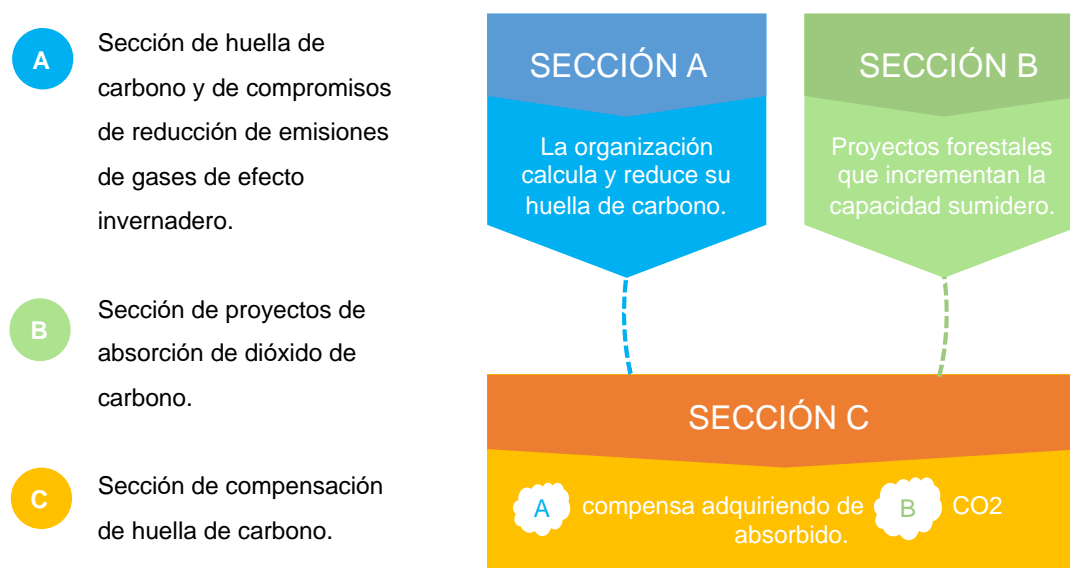 A
Sección de huella de
carbono y de compromisos
de reducción de emisiones
de gases de efecto
invernadero.
B
Sección de proyectos de
absorción de dióxido de
carbono.
C
Sección de compensación
de huella de carbono.
SECCIÓN A
La organización
calcula y reduce su
huella de carbono.
SECCIÓN B
Proyectos forestales
que incrementan la
capacidad sumidero.
SECCIÓN C
A compensa adquiriendo de B CO2
absorbido.